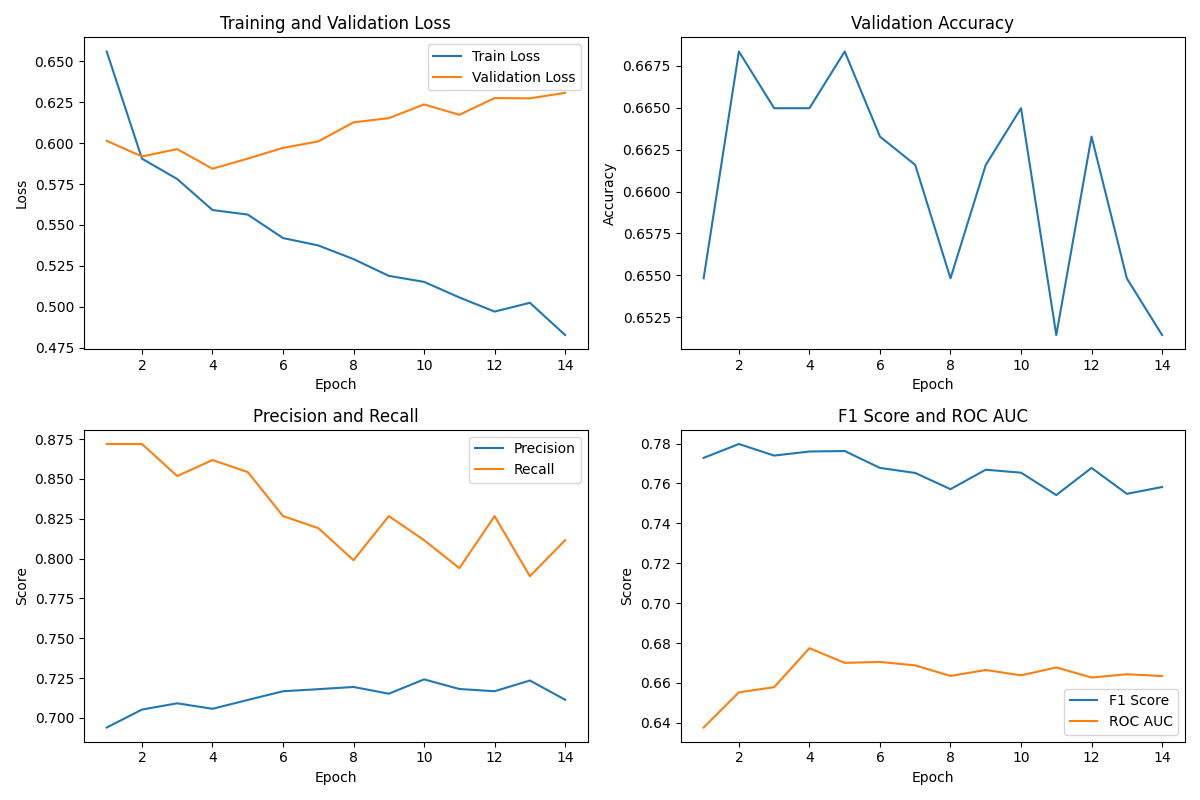 Training and Validation Loss
Loss
0.650
0.625
0.600
0.575
0.550
0.525
0.500
0.475
Train Loss
Validation Loss
2 4 6 8 10 12 14
Epoch
Validation Accuracy
Accuracy
0.6675
0.6650
0.6625
0.6600
0.6575
0.6550
0.6525
2 4 6 8 10 12 14
Epoch
Precision and Recall
Score
0.875
0.850
0.825
0.800
0.775
0.750
0.725
0.700
Precision
Recall
2 4 6 8 10 12 14
Epoch
F1 Score and ROC AUC
Score
0.78
0.76
0.74
0.72
0.70
0.68
0.66
0.64
F1 Score
ROC AUC
2 4 6 8 10 12 14
Epoch